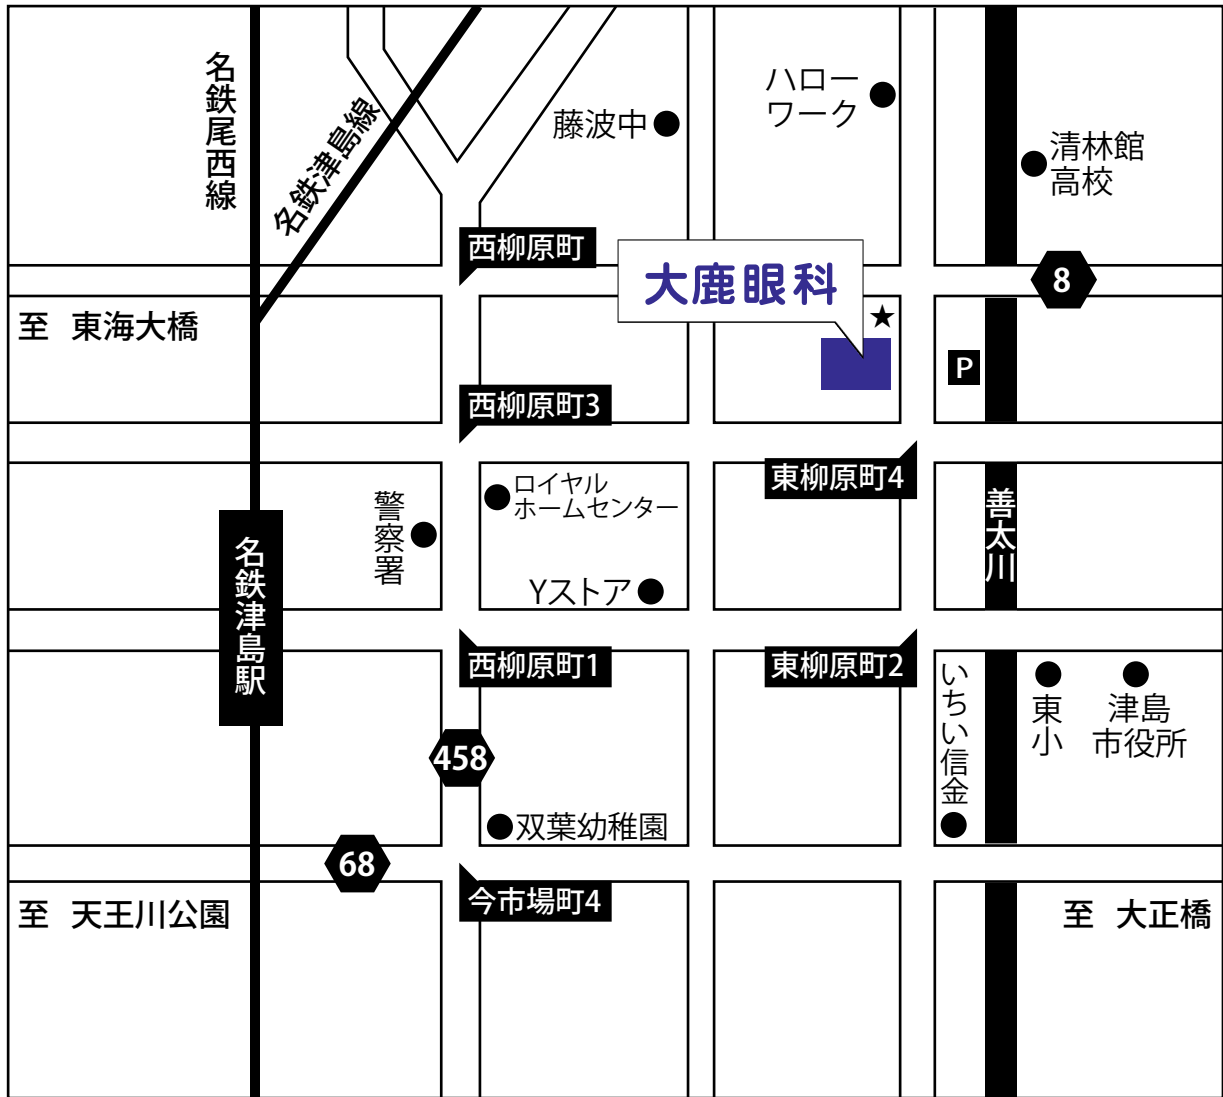 名鉄尾西線
名鉄津島線
藤波中
ハロー
ワーク
清林館
高校
西柳原町
大鹿眼科
8
至 東海大橋
★
P
西柳原町3
東柳原町4
ロイヤル
ホームセンター
警察署
善太川
名鉄津島駅
Yストア
西柳原町1
東柳原町2
いちい信金
東小
津島
市役所
458
双葉幼稚園
68
今市場町4
至 天王川公園
至 大正橋